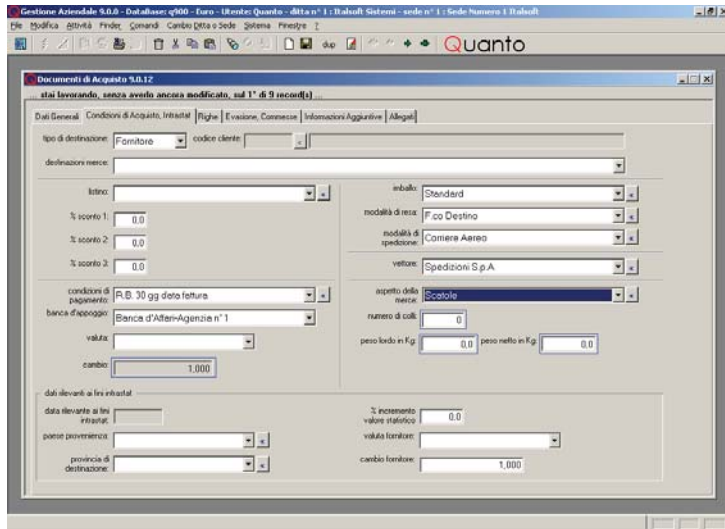 Gestione Aziendale 9.0.0 - DataBase: q900 - Euro - Utente: Quanto - ditta n° 1 : Italsoft Sistemi - sede n° 1 : Sede Numero 1 Italsoft
File Modifica Attività Finder Comandi Cambio Ditta o Sede Sistema Finestre ?
dup Quanto
Documenti di Acquisto 9.0.12
... stai lavorando, senza averlo ancora modificato, sul 1° di 9 record(s) ...
Dati Generali Condizioni di Acquisto, Intrastat Righe Evasione, Commesse Informazioni Aggiuntive Allegati
tipo di destinazione: Fornitore codice cliente:
destinazioni merce:
listino: imballo: Standard
% sconto 1: 0,0 modalità di resa: F.co Destino
% sconto 2: 0,0 modalità di spedizione: Corriere Aereo
% sconto 3: 0,0 vettore: Spedizioni S.p.A.
condizioni di pagamento: R.B. 30 gg data fattura aspetto della merce: Scatole
banca d'appoggio: Banca d'Affari-Agenzia n° 1 numero di colli: 0
valuta: peso lordo in Kg: 0,0 peso netto in Kg: 0,0
cambio: 1,000
dati rilevanti ai fini intrastat
data rilevante ai fini intrastat: % incremento valore statistico 0,0
paese provenienza: valuta fornitore:
provincia di destinazione: cambio fornitore: 1,000